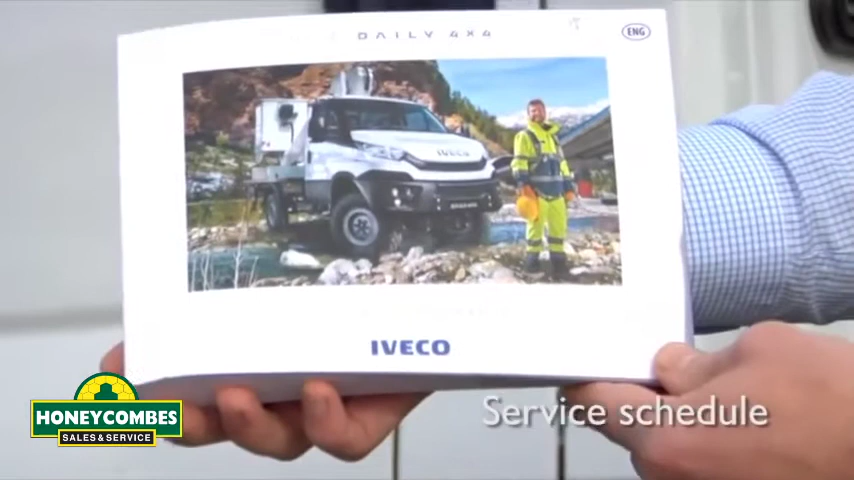 DAILY 4X4
ENG
IVECO
IVECO
HONEYCOMBES
SALES & SERVICE
Service schedule